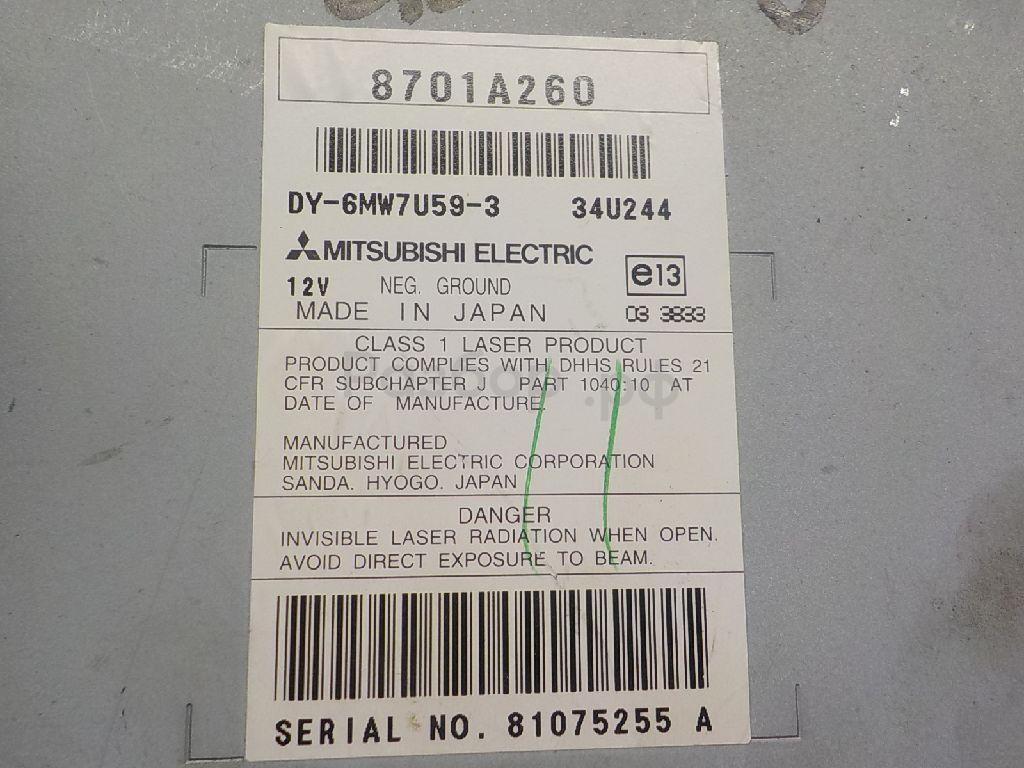 8701A260
DY-6MW7U59-3 34U244
MITSUBISHI ELECTRIC
12V NEG. GROUND e13
MADE IN JAPAN 03 3833
CLASS 1 LASER PRODUCT
PRODUCT COMPLIES WITH DHHS RULES 21
CFR SUBCHAPTER J PART 1040:10 AT
DATE OF MANUFACTURE.
MANUFACTURED
MITSUBISHI ELECTRIC CORPORATION
SANDA. HYOGO. JAPAN
DANGER
INVISIBLE LASER RADIATION WHEN OPEN.
AVOID DIRECT EXPOSURE TO BEAM.
SERIAL NO. 81075255 A